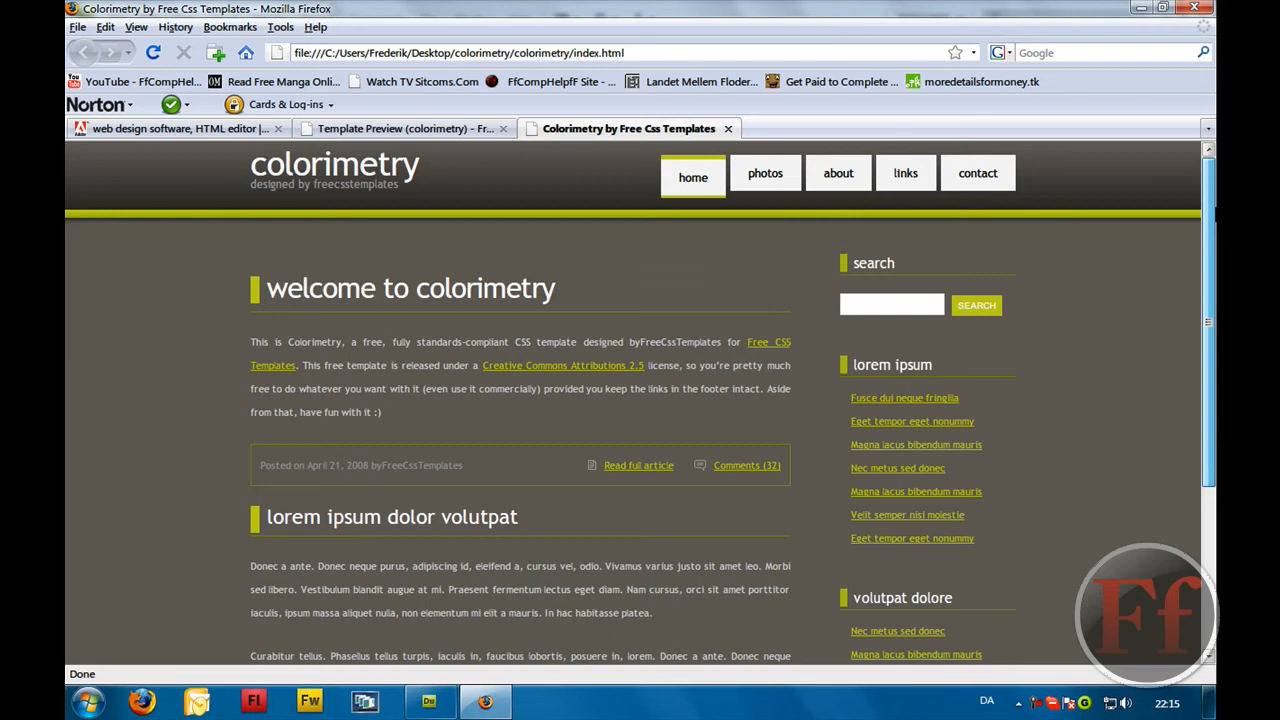 Colorimetry by Free Css Templates - Mozilla Firefox
File Edit View History Bookmarks Tools Help
file:///C:/Users/Frederik/Desktop/colorimetry/colorimetry/index.html
G Google
YouTube - FfCompHel... Read Free Manga Onli... Watch TV Sitcoms.Com FfCompHelpff Site - ... Landet Mellem Floder... Get Paid to Complete ... moredetailsformoney.tk
Norton Cards & Log-ins
web design software, HTML editor |... Template Preview (colorimetry) - Fr... Colorimetry by Free Css Templates
colorimetry
designed by freecsstemplates
home photos about links contact
welcome to colorimetry
This is Colorimetry, a free, fully standards-compliant CSS template designed byFreeCssTemplates for Free CSS
Templates. This free template is released under a Creative Commons Attributions 2.5 license, so you're pretty much
free to do whatever you want with it (even use it commercially) provided you keep the links in the footer intact. Aside
from that, have fun with it :)
Posted on April 21, 2008 byFreeCssTemplates Read full article Comments (32)
lorem ipsum dolor volutpat
Donec a ante. Donec neque purus, adipiscing id, eleifend a, cursus vel, odio. Vivamus varius justo sit amet leo. Morbi
sed libero. Vestibulum blandit augue at mi. Praesent fermentum lectus eget diam. Nam cursus, orci sit amet porttitor
iaculis, ipsum massa aliquet nulla, non elementum mi elit a mauris. In hac habitasse platea.
Curabitur tellus. Phasellus tellus turpis, iaculis in, faucibus lobortis, posuere in, lorem. Donec a ante. Donec neque
search
SEARCH
lorem ipsum
Fusce dui neque fringilla
Eget tempor eget nonummy
Magna lacus bibendum mauris
Nec metus sed donec
Magna lacus bibendum mauris
Velit semper nisi molestie
Eget tempor eget nonummy
volutpat dolore
Nec metus sed donec
Magna lacus bibendum mauris
Ff
Done
Fl Fw Du DA 22:15